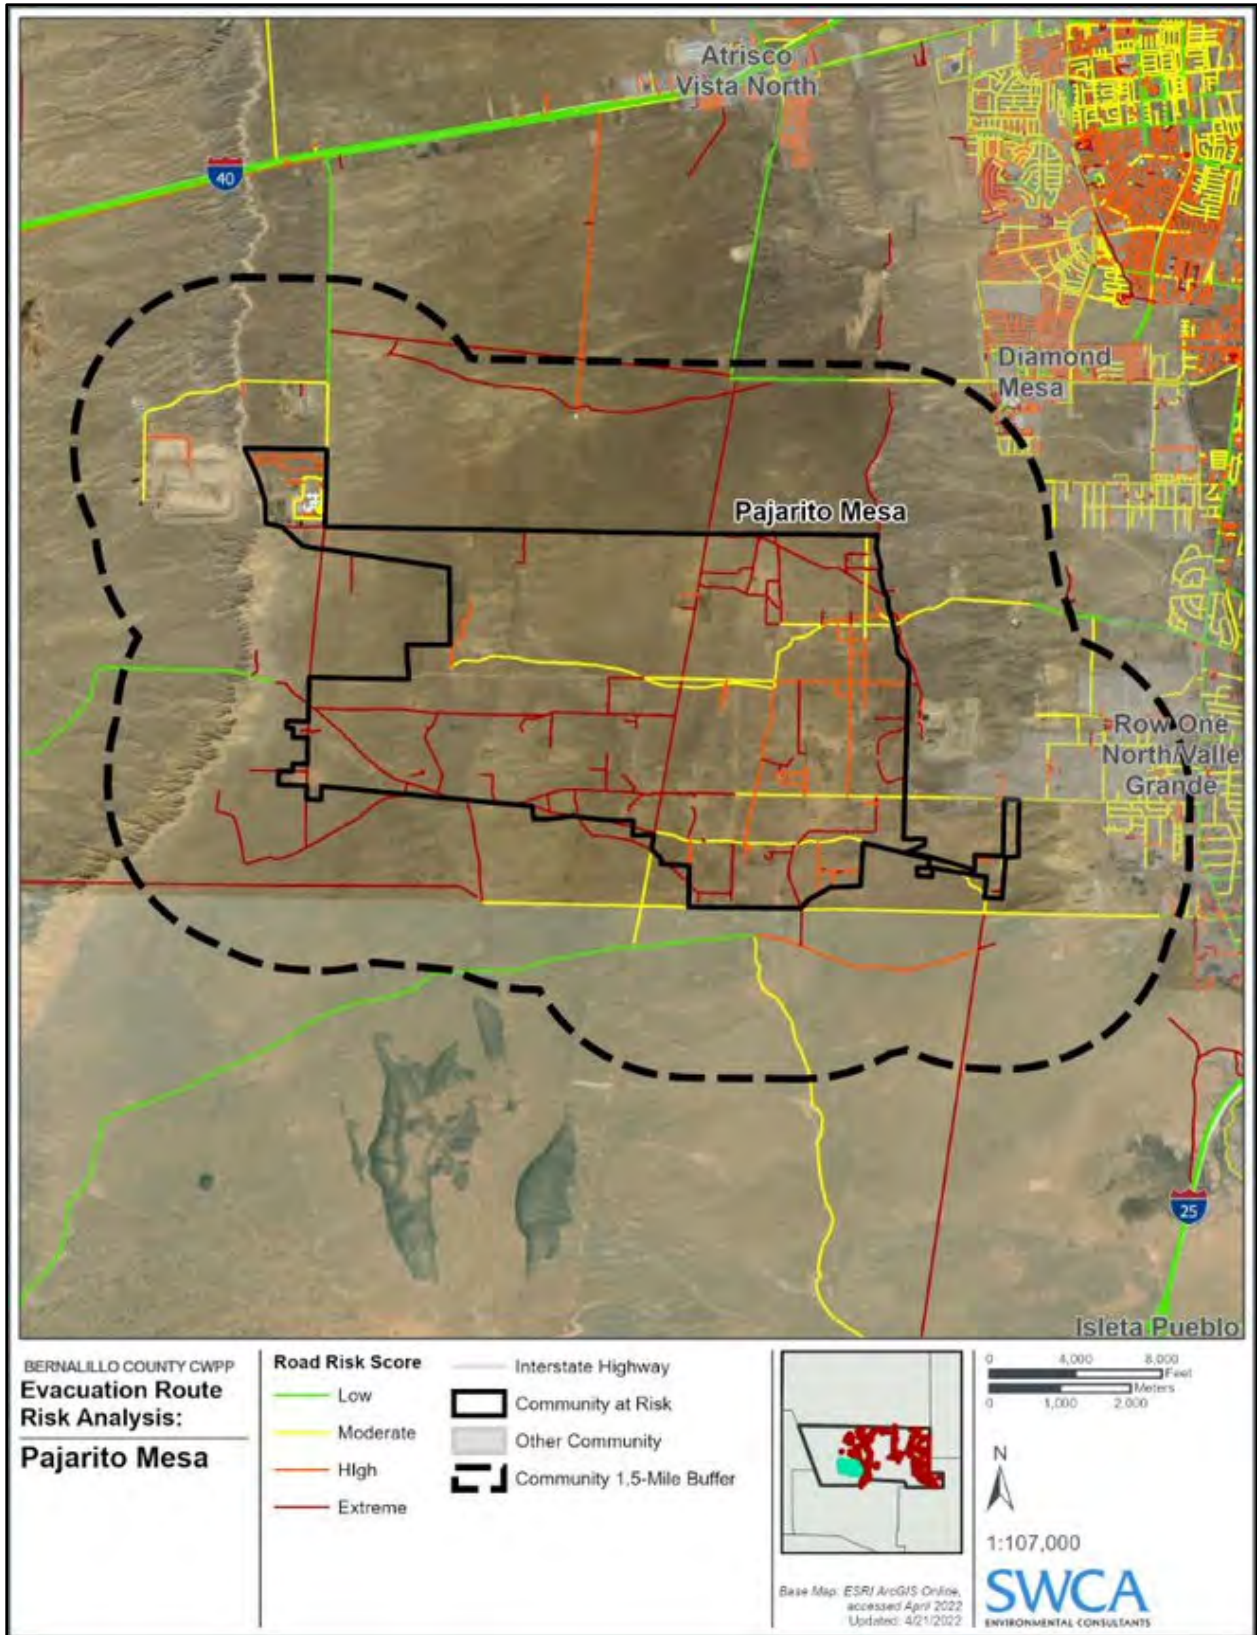 Atrisco
Vista North
40
Diamond
Mesa
Pajarito Mesa
Row One
North/Valle
Grande
25
Isleta Pueblo
BERNALILLO COUNTY CWPP
Evacuation Route
Risk Analysis:
Pajarito Mesa
Road Risk Score
Low
Moderate
HIgh
Extreme
Interstate Highway
Community at Risk
Other Community
Community 1.5-Mile Buffer
Base Map: ESRI ArcGIS Online,
accessed April 2022
Updated: 4/21/2022
0 4,000 8,000
Feet
Meters
0 1,000 2,000
N
1:107,000
SWCA
ENVIRONMENTAL CONSULTANTS